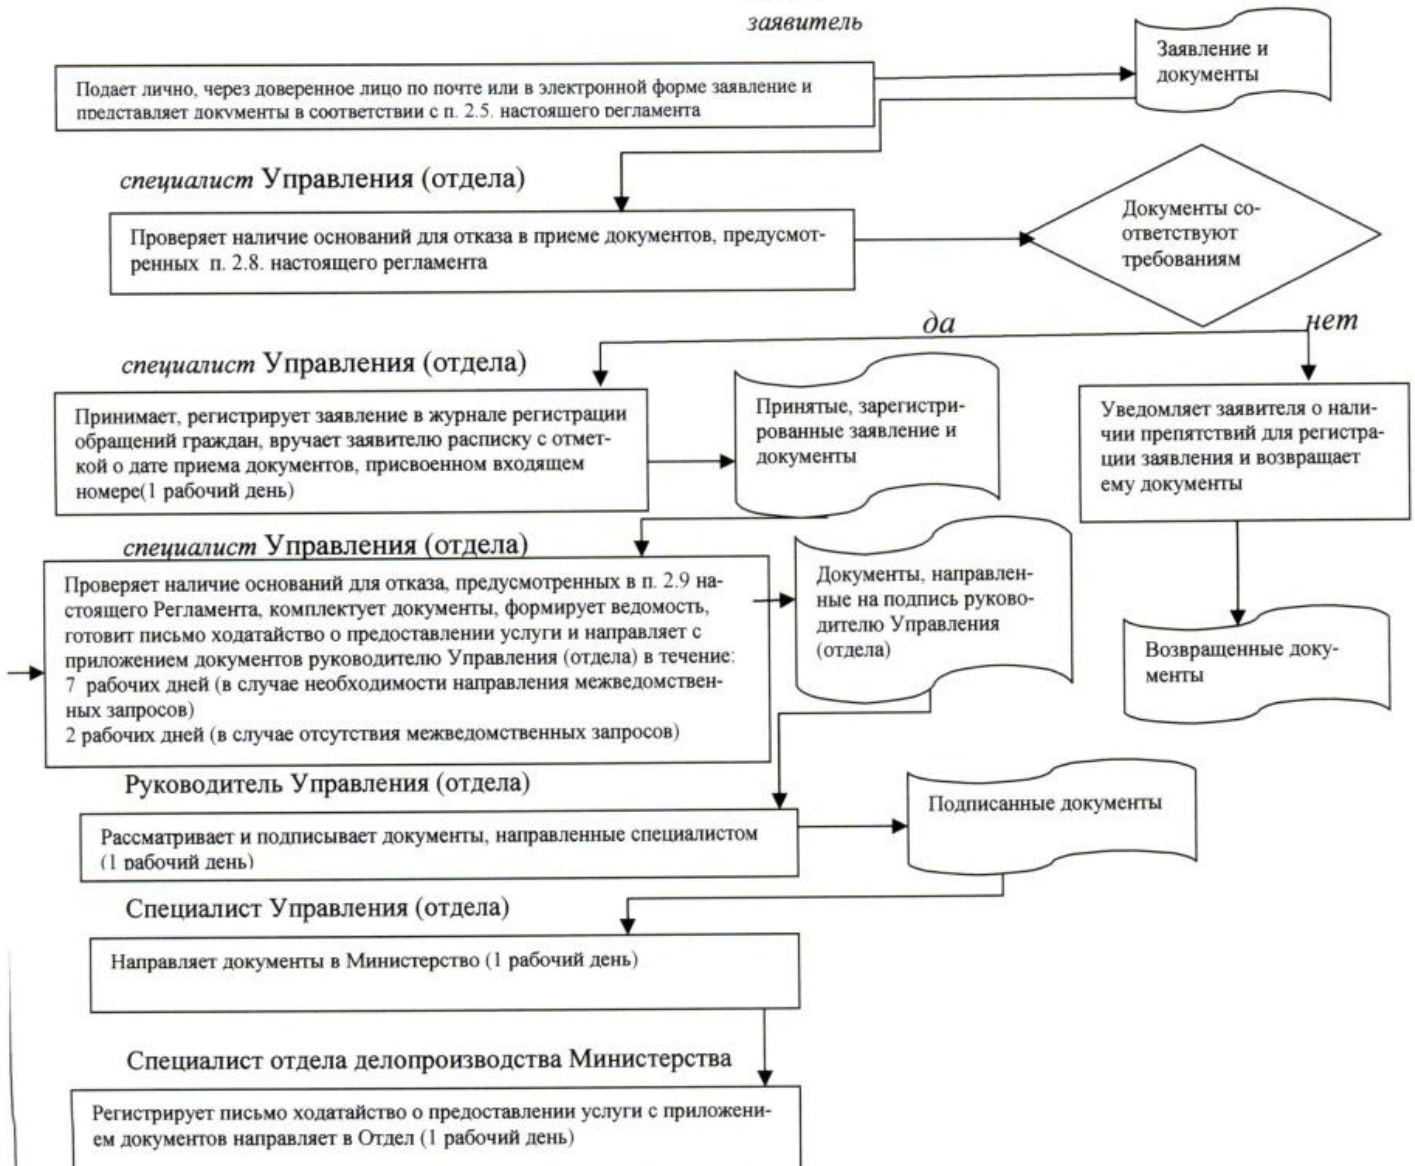 заявитель
Заявление и
документы
Подает лично, через доверенное лицо по почте или в электронной форме заявление и
представляет документы в соответствии с п. 2.5. настоящего регламента
специалист Управления (отдела)
Проверяет наличие оснований для отказа в приеме документов, предусмот-
ренных п. 2.8. настоящего регламента
Документы со-
ответствуют
требованиям
да
нет
специалист Управления (отдела)
Принимает, регистрирует заявление в журнале регистрации
обращений граждан, вручает заявителю расписку с отмет-
кой о дате приема документов, присвоенном входящем
номере(1 рабочий день)
Принятые, зарегистри-
рованные заявление и
документы
Уведомляет заявителя о нали-
чии препятствий для регистра-
ции заявления и возвращает
ему документы
специалист Управления (отдела)
Проверяет наличие оснований для отказа, предусмотренных в п. 2.9 на-
стоящего Регламента, комплектует документы, формирует ведомость,
готовит письмо ходатайство о предоставлении услуги и направляет с
приложением документов руководителю Управления (отдела) в течение:
7 рабочих дней (в случае необходимости направления межведомствен-
ных запросов)
2 рабочих дней (в случае отсутствия межведомственных запросов)
Документы, направлен-
ные на подпись руково-
дителю Управления
(отдела)
Возвращенные доку-
менты
Руководитель Управления (отдела)
Рассматривает и подписывает документы, направленные специалистом
(1 рабочий день)
Подписанные документы
Специалист Управления (отдела)
Направляет документы в Министерство (1 рабочий день)
Специалист отдела делопроизводства Министерства
Регистрирует письмо ходатайство о предоставлении услуги с приложени-
ем документов направляет в Отдел (1 рабочий день)